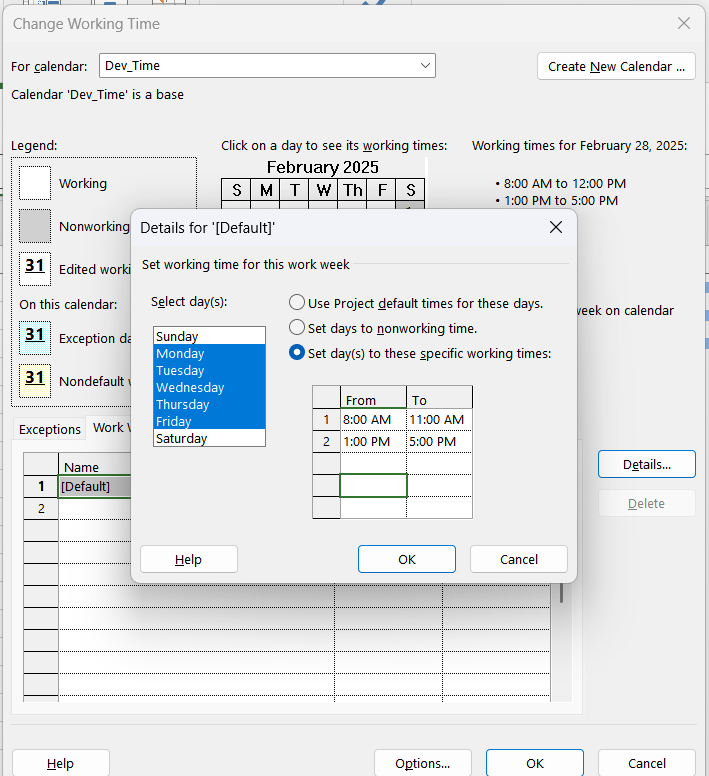 Change Working Time
For calendar: Dev_Time
Create New Calendar ...
Calendar 'Dev_Time' is a base
Legend:
Working
Nonworking
31
Edited worki
On this calendar:
31
Exception da
31
Nondefault w
Click on a day to see its working times:
February 2025
S M T W Th F S
Working times for February 28, 2025:
• 8:00 AM to 12:00 PM
• 1:00 PM to 5:00 PM
week on calendar
Details for '[Default]'
Set working time for this work week
Select day(s):
Sunday
Monday
Tuesday
Wednesday
Thursday
Friday
Saturday
Use Project default times for these days.
Set days to nonworking time.
Set day(s) to these specific working times:
From To
1 8:00 AM 11:00 AM
2 1:00 PM 5:00 PM
Help
OK
Cancel
Exceptions
Work W
Name
1 [Default]
2
Details...
Delete
Help
Options...
OK
Cancel